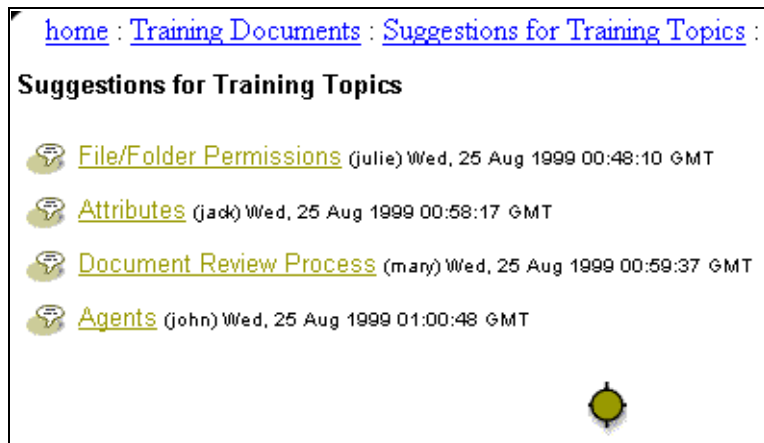 home : Training Documents : Suggestions for Training Topics :
Suggestions for Training Topics
File/Folder Permissions (julie) Wed, 25 Aug 1999 00:48:10 GMT
Attributes (jack) Wed, 25 Aug 1999 00:58:17 GMT
Document Review Process (mary) Wed, 25 Aug 1999 00:59:37 GMT
Agents (john) Wed, 25 Aug 1999 01:00:48 GMT